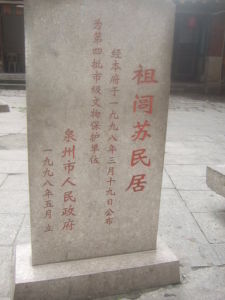 祖闾苏民居
经本府于一九九八年三月十九日公布
为第四批市级文物保护单位
泉州市人民政府
一九九八年五月 立